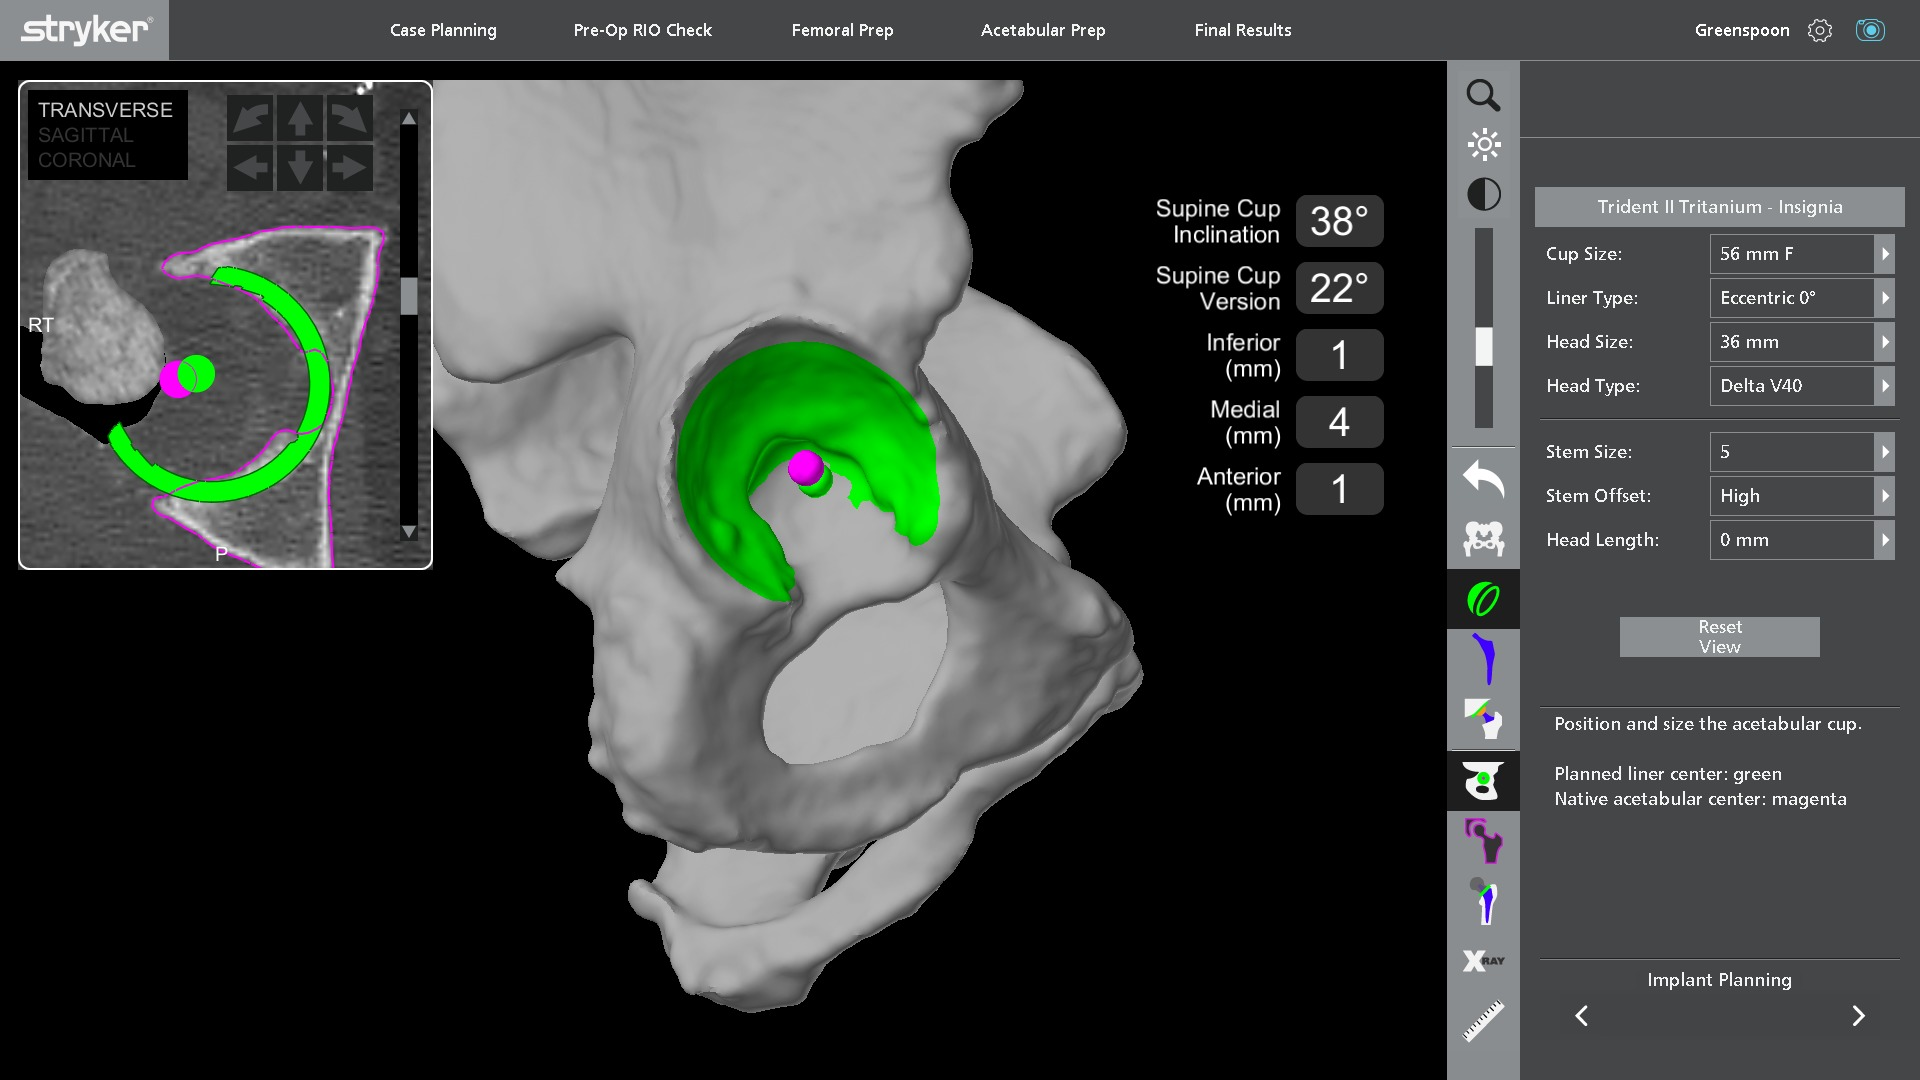 stryker®
Case Planning
Pre-Op RIO Check
Femoral Prep
Acetabular Prep
Final Results
Greenspoon
TRANSVERSE
SAGITTAL
CORONAL
RT
P
Supine Cup
Inclination
38°
Supine Cup
Version
22°
Inferior
(mm)
1
Medial
(mm)
4
Anterior
(mm)
1
XRAY
Trident II Tritanium - Insignia
Cup Size: 56 mm F
Liner Type: Eccentric 0°
Head Size: 36 mm
Head Type: Delta V40
Stem Size: 5
Stem Offset: High
Head Length: 0 mm
Reset
View
Position and size the acetabular cup.
Planned liner center: green
Native acetabular center: magenta
Implant Planning